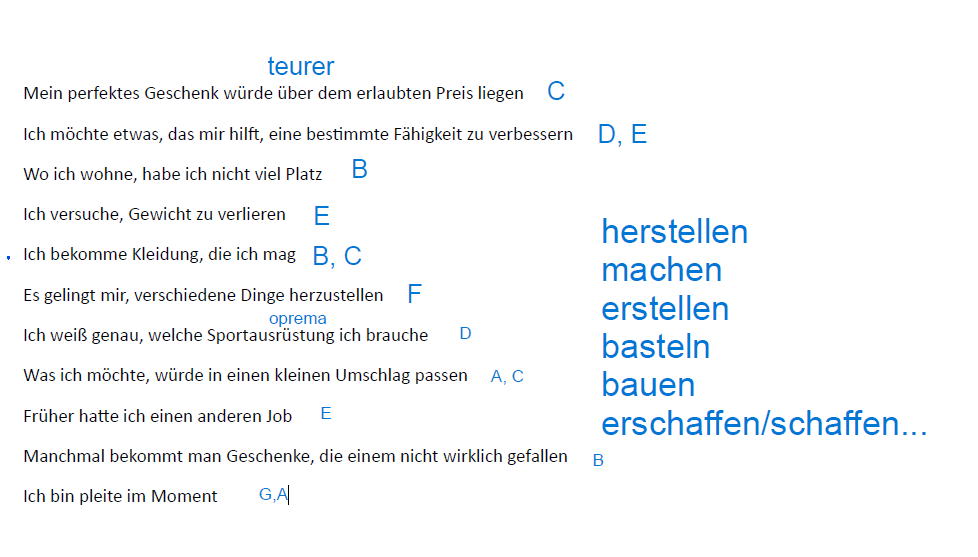 teurer
Mein perfektes Geschenk würde über dem erlaubten Preis liegen C
Ich möchte etwas, das mir hilft, eine bestimmte Fähigkeit zu verbessern D, E
Wo ich wohne, habe ich nicht viel Platz B
Ich versuche, Gewicht zu verlieren E
Ich bekomme Kleidung, die ich mag B, C
Es gelingt mir, verschiedene Dinge herzustellen F
oprema
Ich weiß genau, welche Sportausrüstung ich brauche D
Was ich möchte, würde in einen kleinen Umschlag passen A, C
Früher hatte ich einen anderen Job E
Manchmal bekommt man Geschenke, die einem nicht wirklich gefallen B
Ich bin pleite im Moment G,A
herstellen
machen
erstellen
basteln
bauen
erschaffen/schaffen...